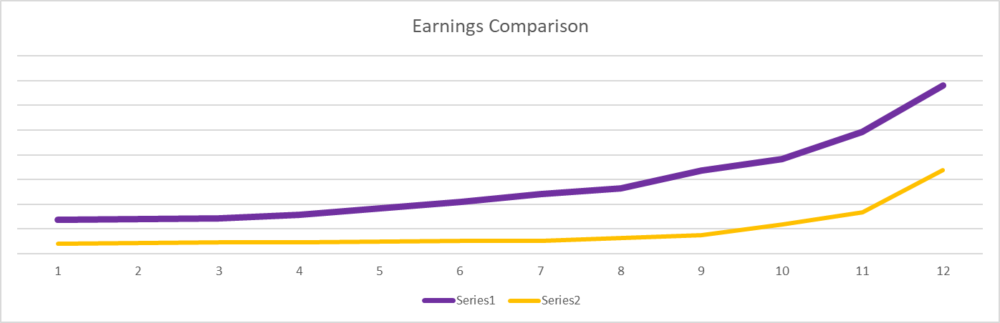 Earnings Comparison
1 2 3 4 5 6 7 8 9 10 11 12
Series1 Series2